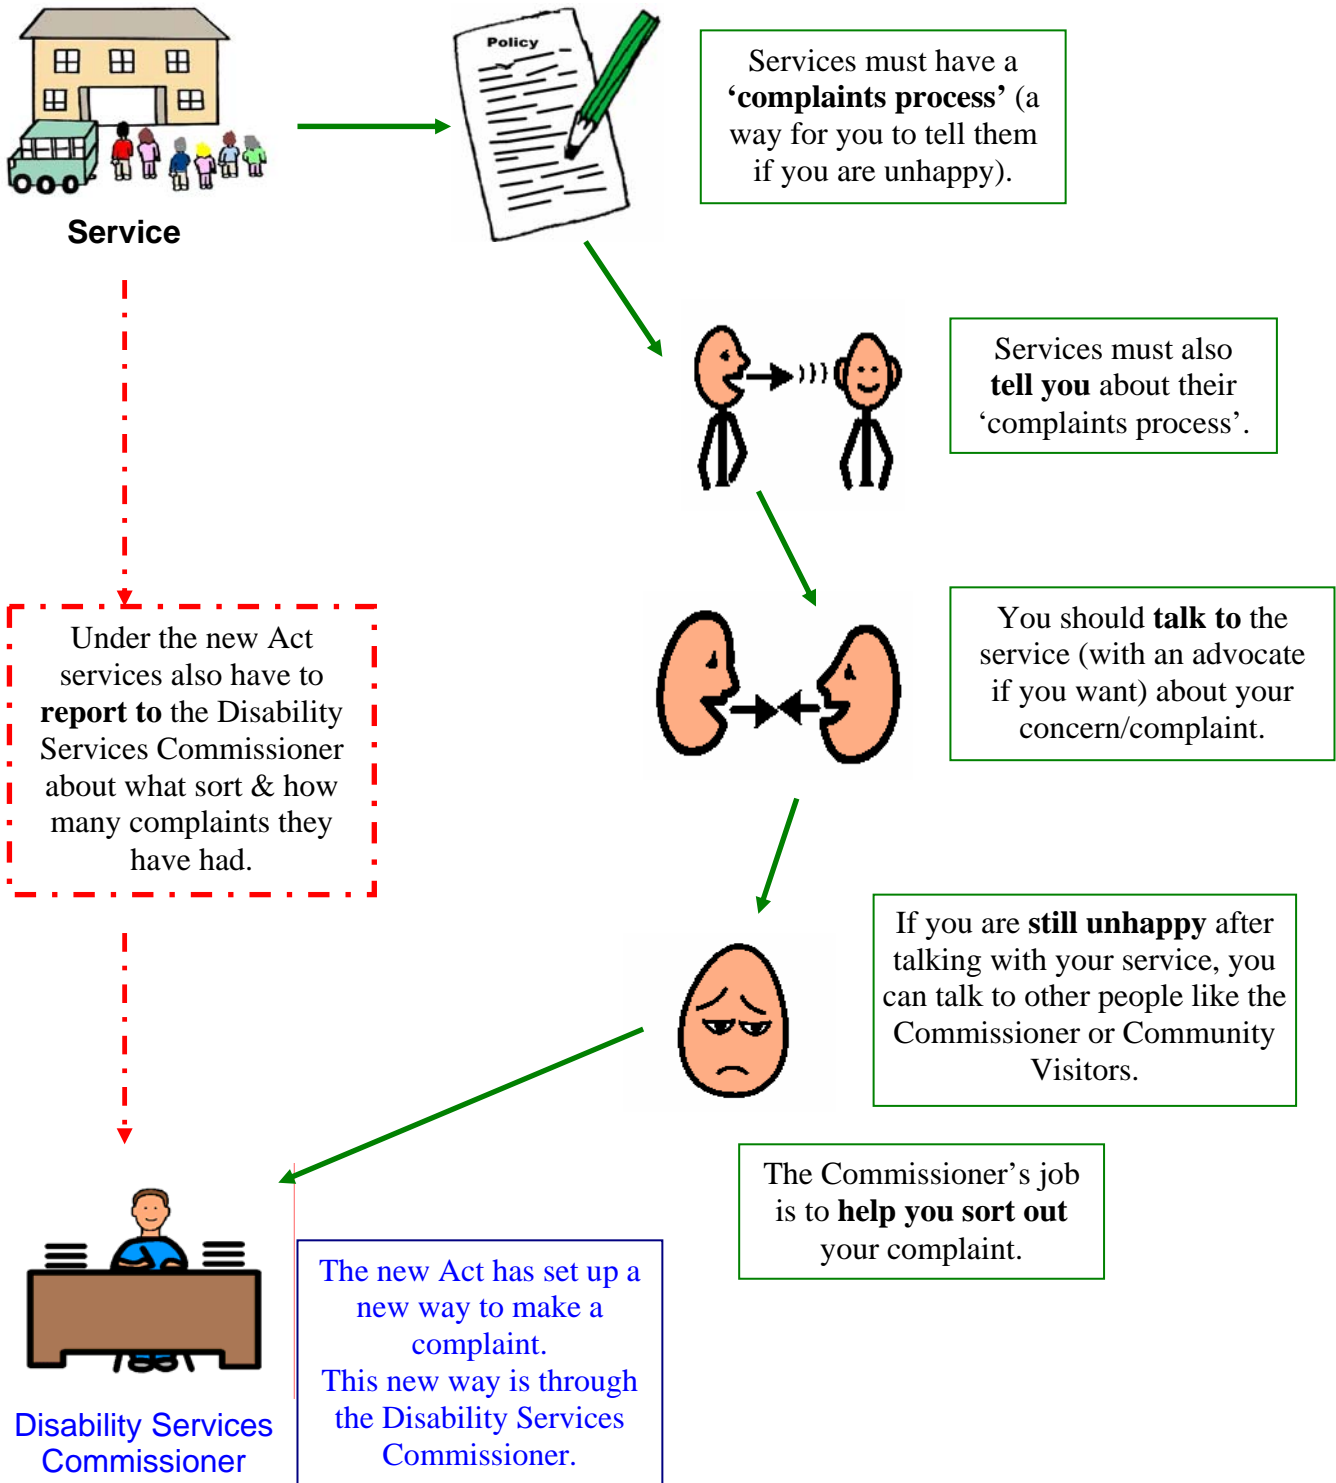 Policy
Services must have a
‘complaints process’ (a
way for you to tell them
if you are unhappy).
Service
Services must also
tell you about their
‘complaints process’.
You should talk to the
service (with an advocate
if you want) about your
concern/complaint.
Under the new Act
services also have to
report to the Disability
Services Commissioner
about what sort & how
many complaints they
have had.
If you are still unhappy after
talking with your service, you
can talk to other people like the
Commissioner or Community
Visitors.
The Commissioner’s job
is to help you sort out
your complaint.
The new Act has set up a
new way to make a
complaint.
This new way is through
the Disability Services
Commissioner.
Disability Services
Commissioner